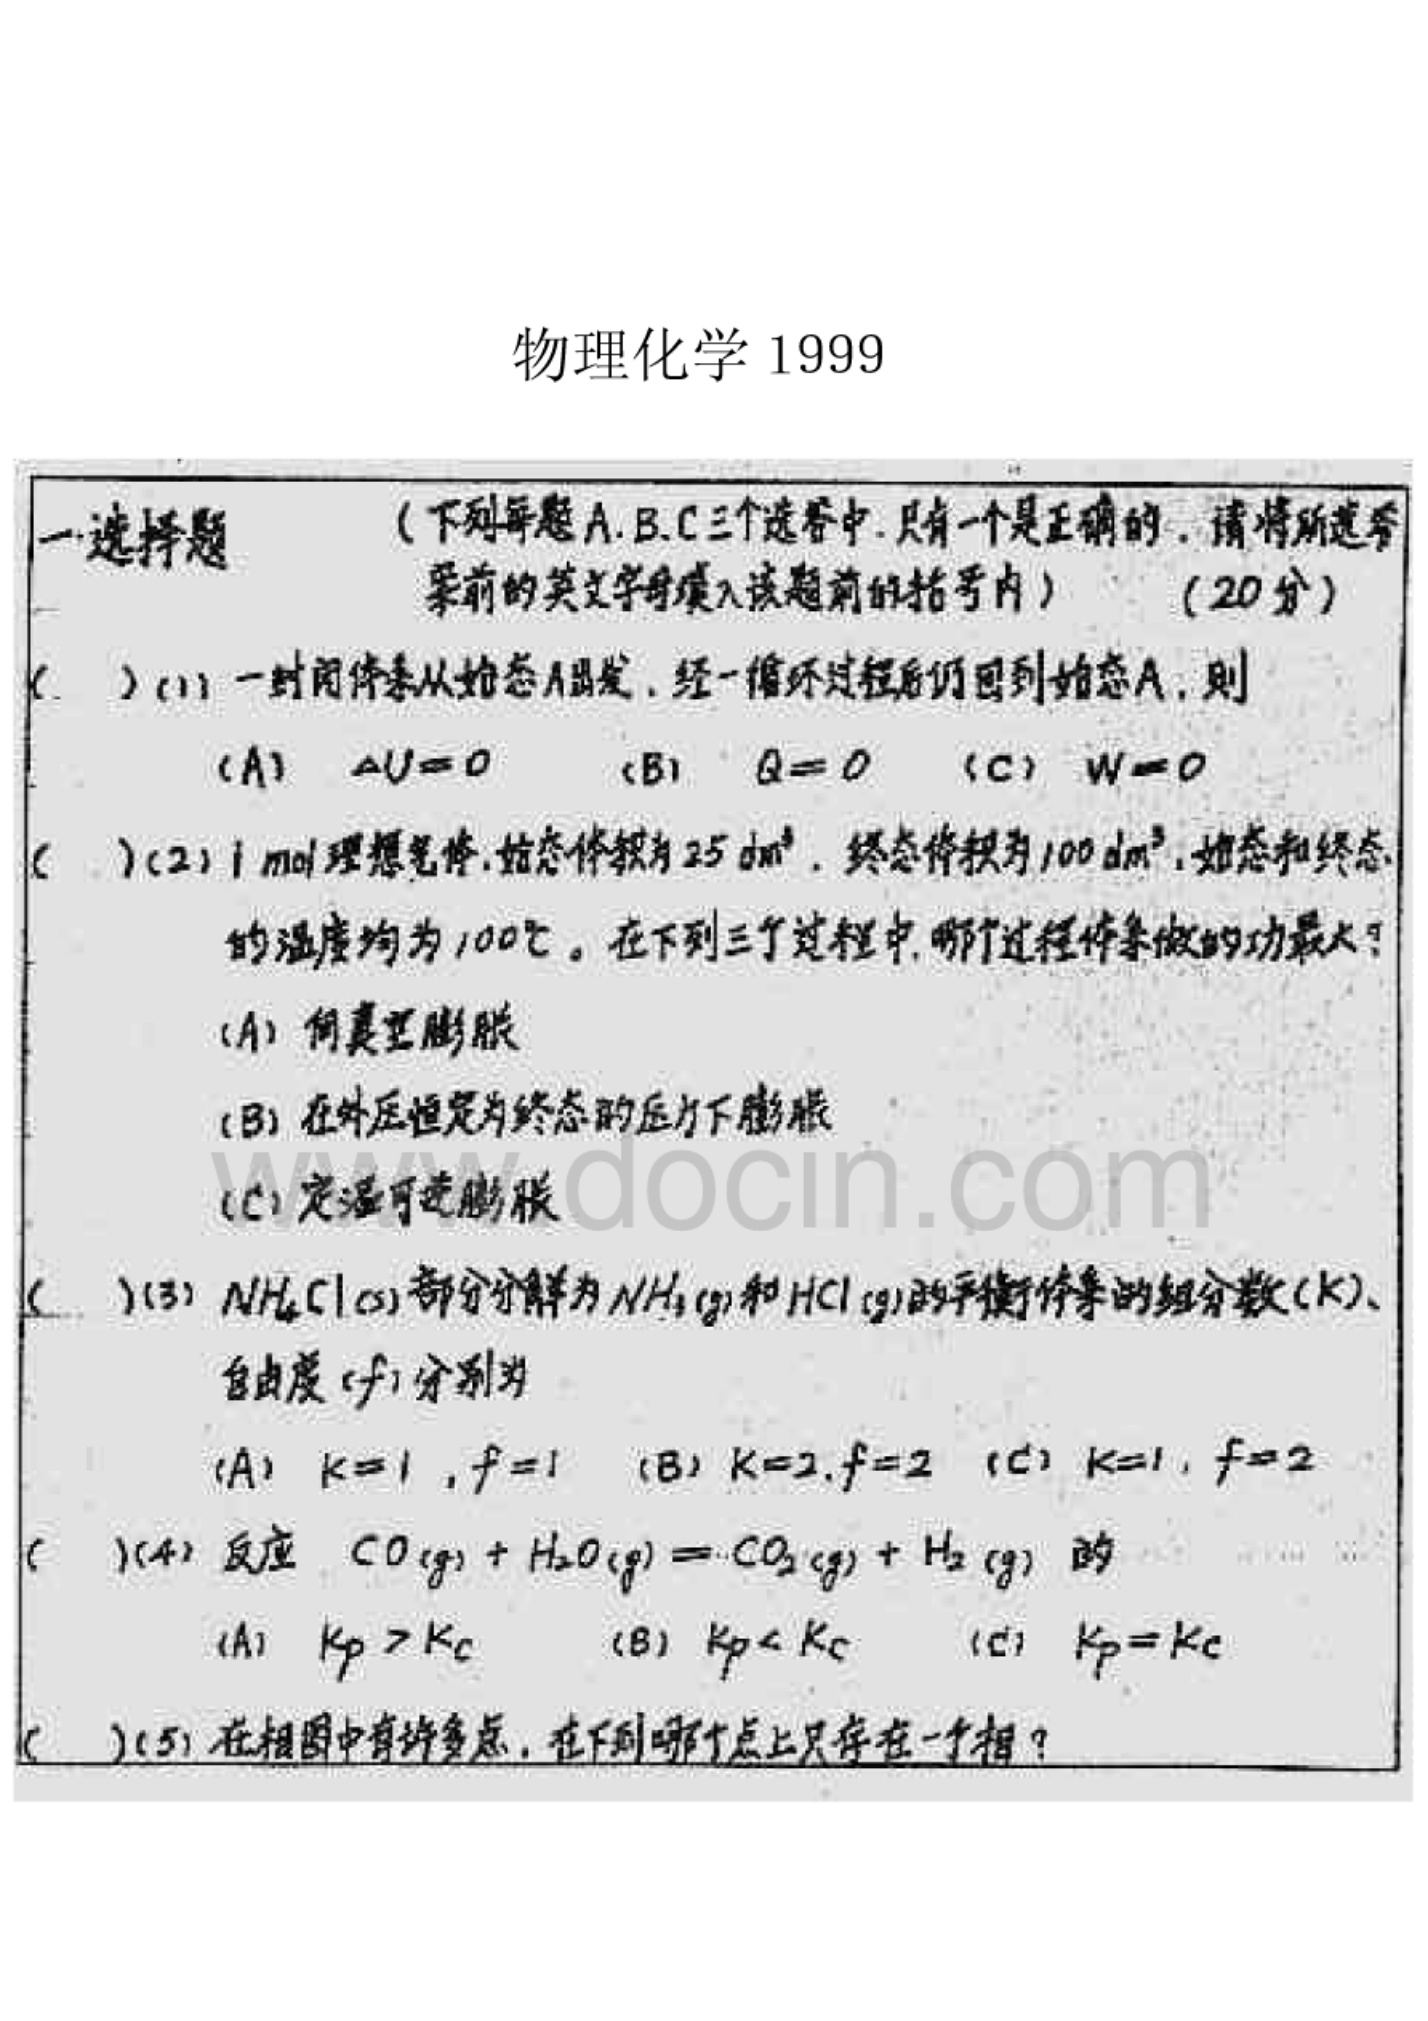 物理化学 1999
一.选择题 (下列每题 A.B.C 三个选答中.只有一个是正确的.请将所选答
案前的英文字母填入该题前的括号内) (20分)
( )(1) 一封闭体系从始态A出发.经一循环过程后仍回到始态A.则
(A) △U=0 (B) Q=0 (C) W=0
( )(2) 1 mol 理想气体.始态体积为 25 dm³. 终态体积为 100 dm³.始态和终态
的温度均为100℃。在下列三个过程中.哪个过程体系做的功最大?
(A) 向真空膨胀
(B) 在外压恒定为终态的压力下膨胀
(C) 定温可逆膨胀
www.docin.com
( )(3) NH₄Cl(s)部分分解为NH₃(g)和HCl(g)的平衡体系的组分数(K)、
自由度(f)分别为
(A) K=1 , f=1 (B) K=2.f=2 (C) K=1. f=2
( )(4) 反应 CO(g) + H₂O(g) = CO₂(g) + H₂(g) 的
(A) Kp > Kc (B) Kp < Kc (C) Kp = Kc
( )(5) 在相图中有许多点.在下列哪个点上只存在一个相?